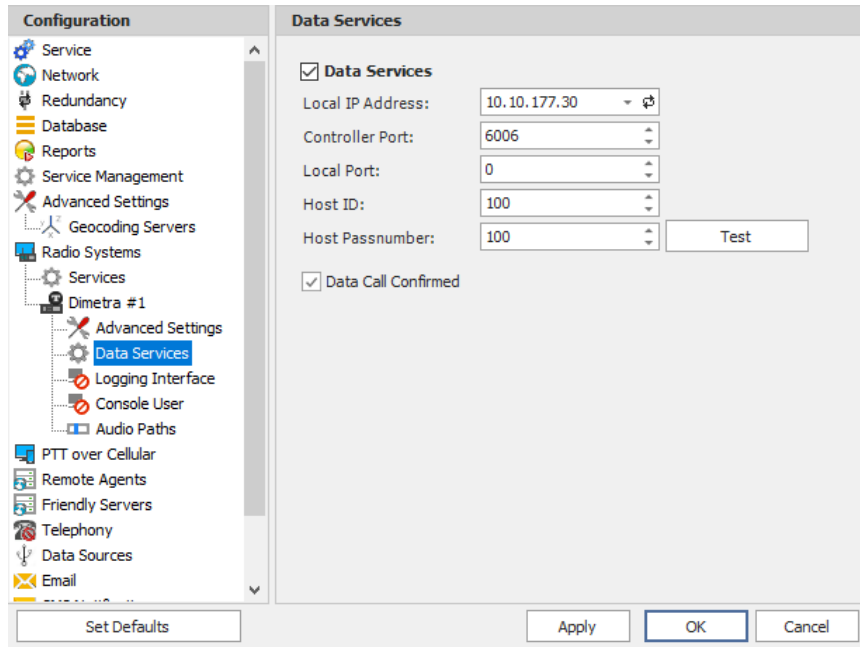 Configuration
Service
Network
Redundancy
Database
Reports
Service Management
Advanced Settings
Geocoding Servers
Radio Systems
Services
Dimetra #1
Advanced Settings
Data Services
Logging Interface
Console User
Audio Paths
PTT over Cellular
Remote Agents
Friendly Servers
Telephony
Data Sources
Email
Data Services
Data Services
Local IP Address: 10.10.177.30
Controller Port: 6006
Local Port: 0
Host ID: 100
Host Passnumber: 100 Test
Data Call Confirmed
Set Defaults Apply OK Cancel